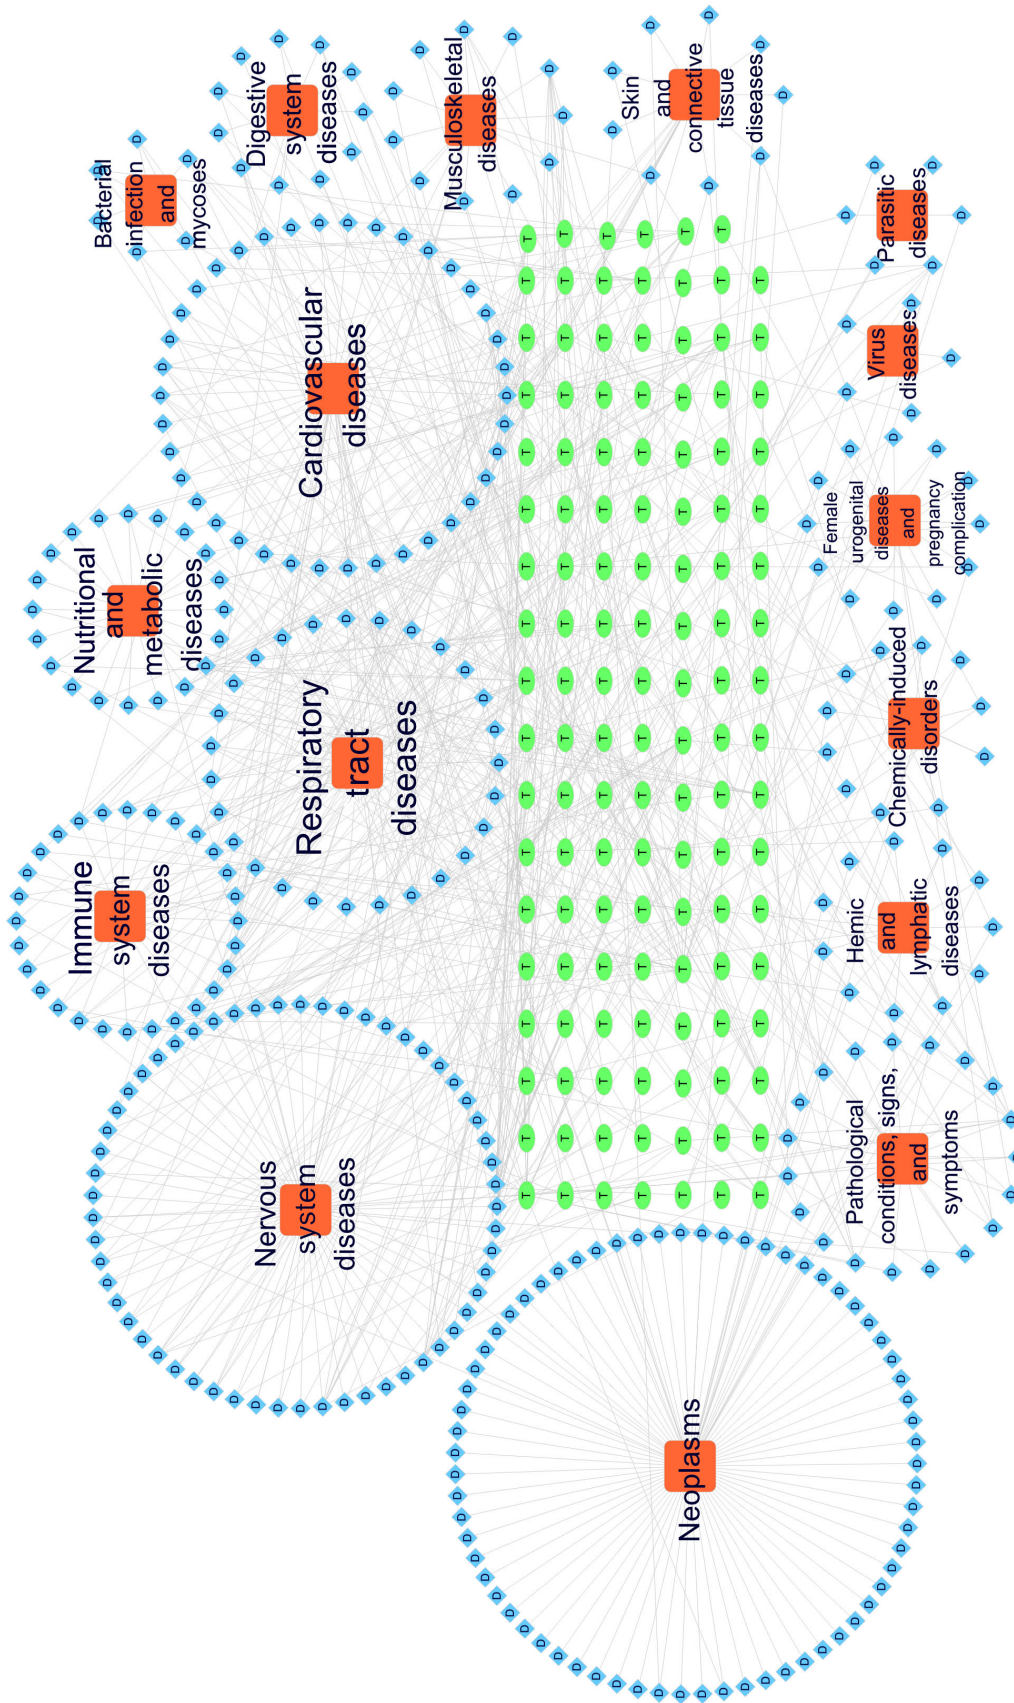 Nervous
system
diseases
Immune
system
diseases
Respiratory
tract
diseases
Nutritional
and
metabolic
diseases
Cardiovascular
diseases
Bacterial
infection
and
mycoses
Digestive
system
diseases
Musculoskeletal
diseases
Skin
and
connective
tissue
diseases
Neoplasms
T T T T T T T T T T T T T T T T T T
T T T T T T T T T T T T T T T T T T
T T T T T T T T T T T T T T T T T T
T T T T T T T T T T T T T T T T T T
T T T T T T T T T T T T T T T T T T
T T T T T T T T T T T T T T T T T T
T T T T T T T T T T T T T T T T T
Pathological
conditions, signs,
and
symptoms
Hemic
and
lymphatic
diseases
Chemically-induced
disorders
Female
urogenital
diseases
and
pregnancy
complication
Virus
diseases
Parasitic
diseases